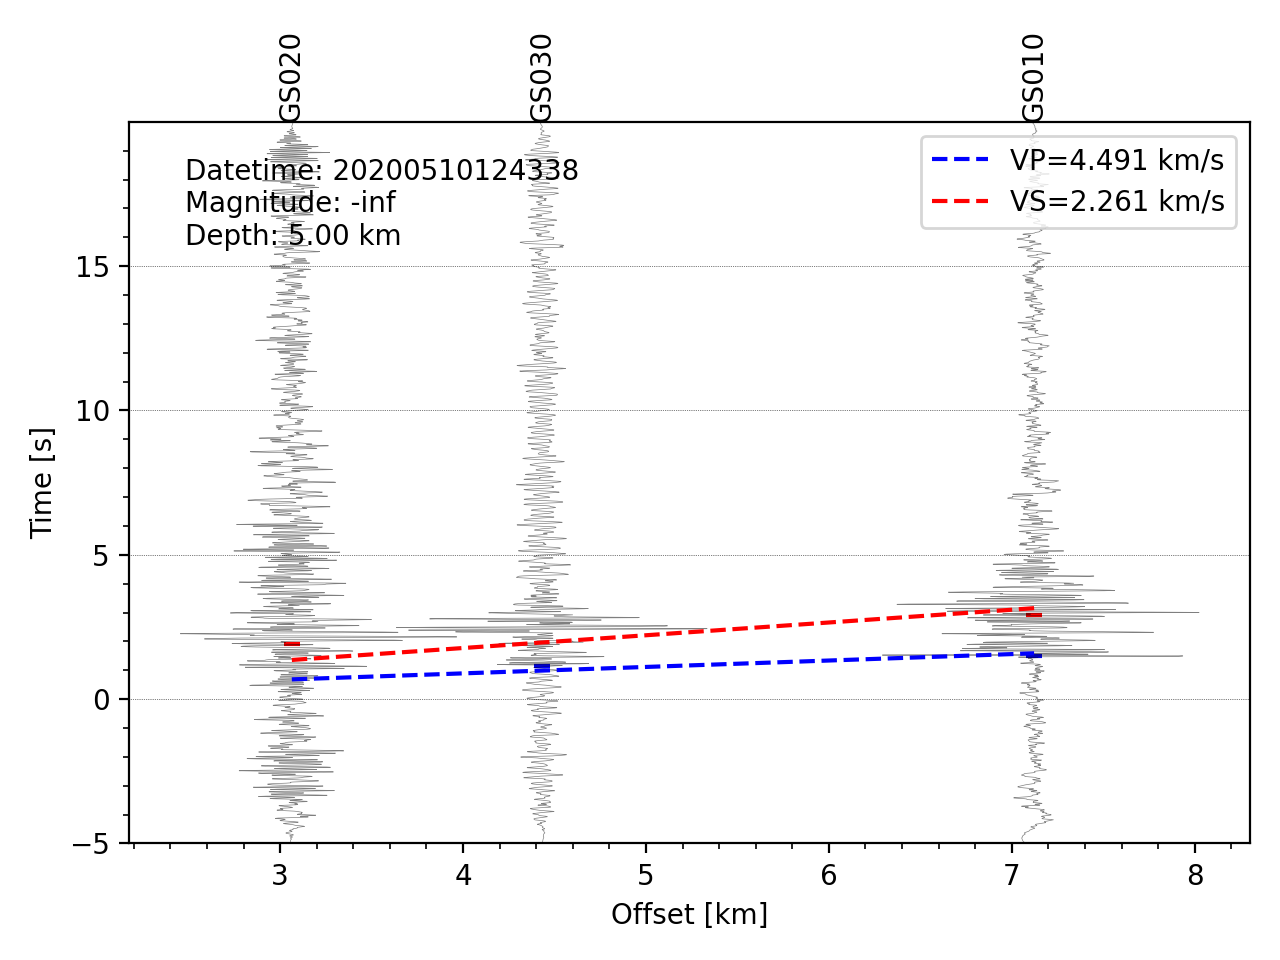 GS020
GS030
GS010
Datetime: 20200510124338
Magnitude: -inf
Depth: 5.00 km
VP=4.491 km/s
VS=2.261 km/s
15
10
5
0
−5
Time [s]
3
4
5
6
7
8
Offset [km]